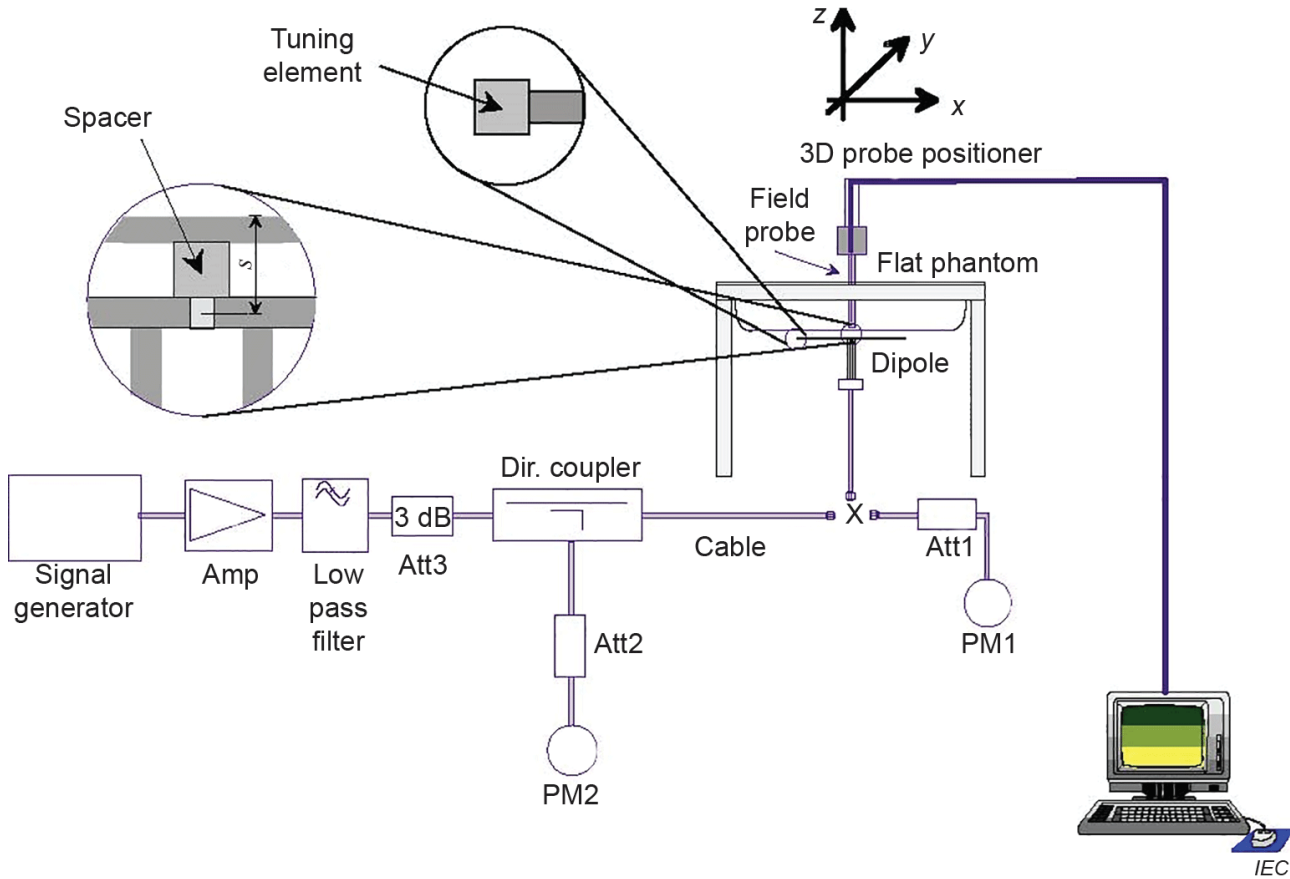 z
y
x
Tuning
element
Spacer
s
3D probe positioner
Field
probe
Flat phantom
Dipole
Dir. coupler
3 dB
X
Signal
generator
Amp
Low
pass
filter
Att3
Cable
Att1
Att2
PM1
PM2
IEC